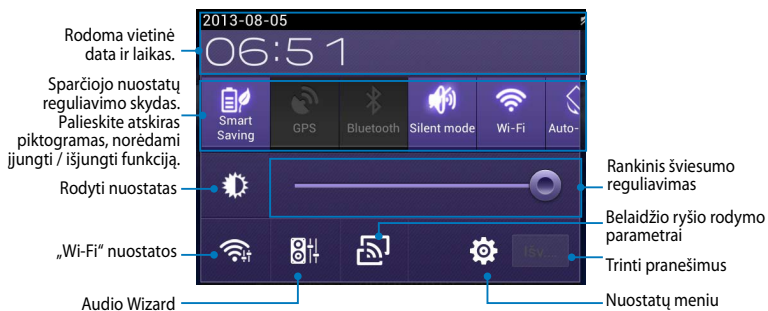 Rodoma vietinė
data ir laikas.
Sparčiojo nuostatų
reguliavimo skydas.
Palieskite atskiras
piktogramas, norėdami
įjungti / išjungti funkciją.
Rodyti nuostatas
„Wi-Fi“ nuostatos
Audio Wizard
2013-08-05
06:51
Smart
Saving
GPS
Bluetooth
Silent mode
Wi-Fi
Auto-
Išv...
Rankinis šviesumo
reguliavimas
Belaidžio ryšio rodymo
parametrai
Trinti pranešimus
Nuostatų meniu